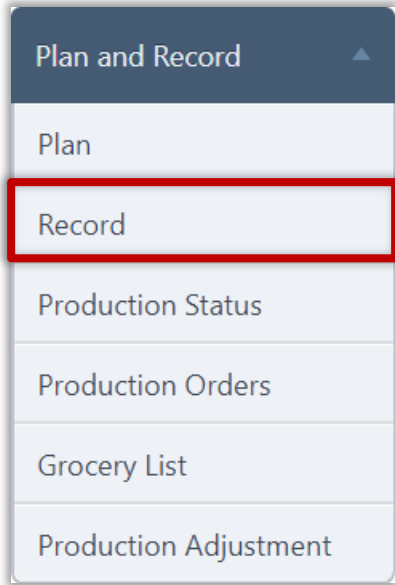 Plan and Record
Plan
Record
Production Status
Production Orders
Grocery List
Production Adjustment